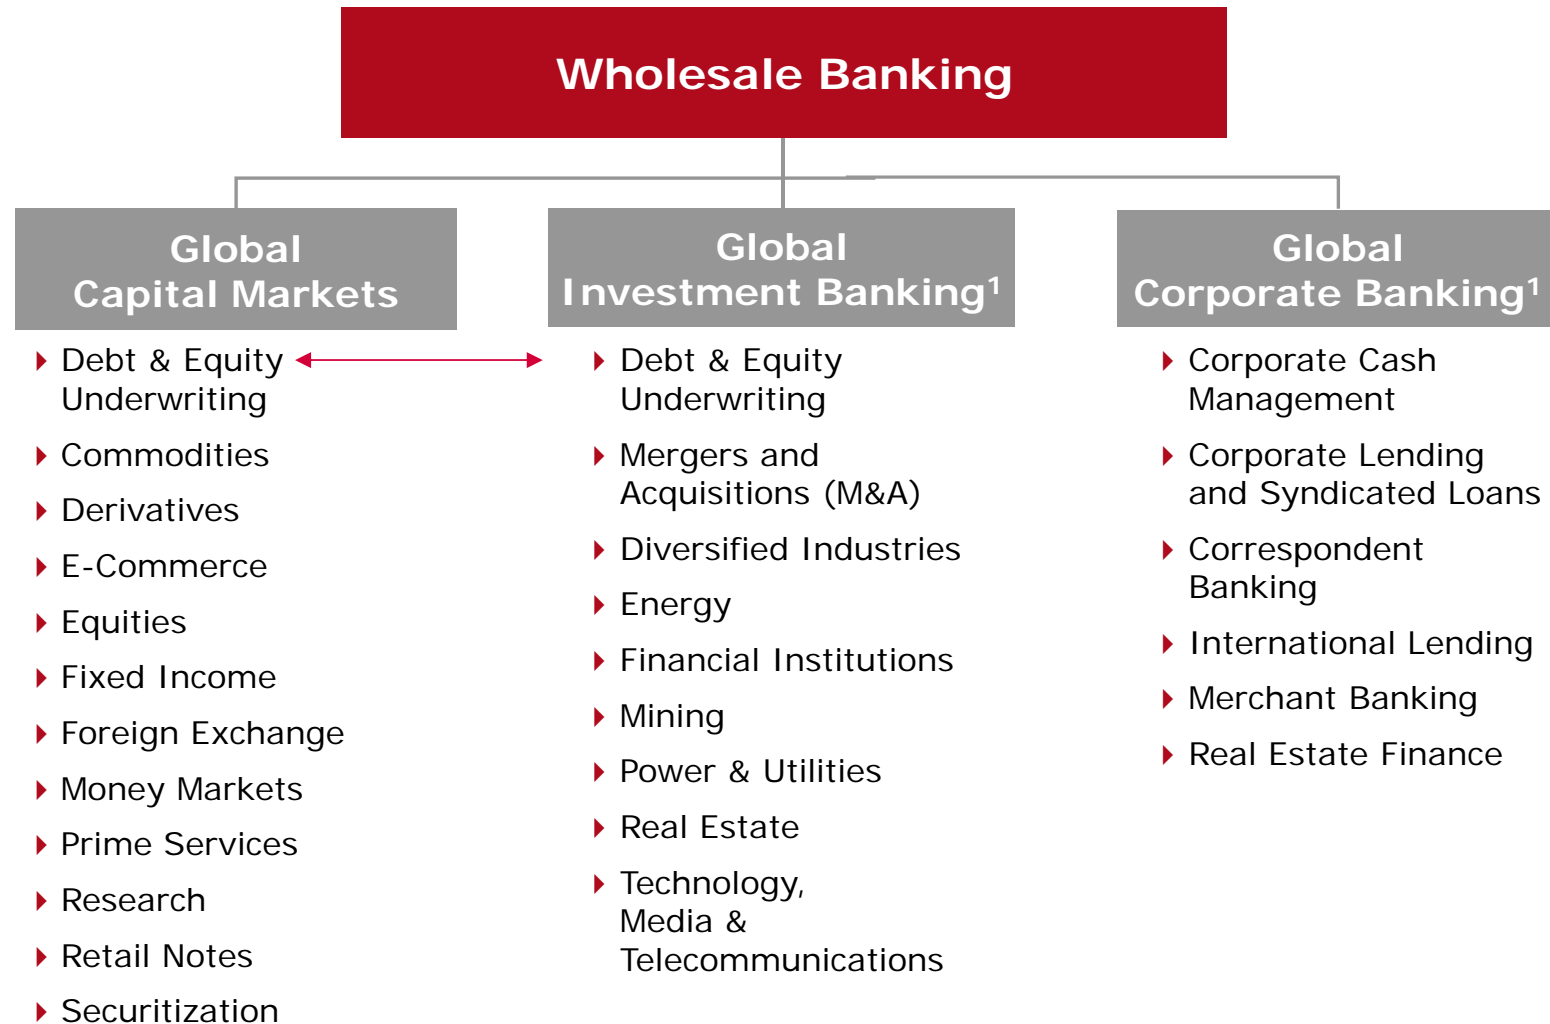 Wholesale Banking
Global
Capital Markets
Debt & Equity
Underwriting
Commodities
Derivatives
E-Commerce
Equities
Fixed Income
Foreign Exchange
Money Markets
Prime Services
Research
Retail Notes
Securitization
Global
Investment Banking¹
Debt & Equity
Underwriting
Mergers and
Acquisitions (M&A)
Diversified Industries
Energy
Financial Institutions
Mining
Power & Utilities
Real Estate
Technology,
Media &
Telecommunications
Global
Corporate Banking¹
Corporate Cash
Management
Corporate Lending
and Syndicated Loans
Correspondent
Banking
International Lending
Merchant Banking
Real Estate Finance